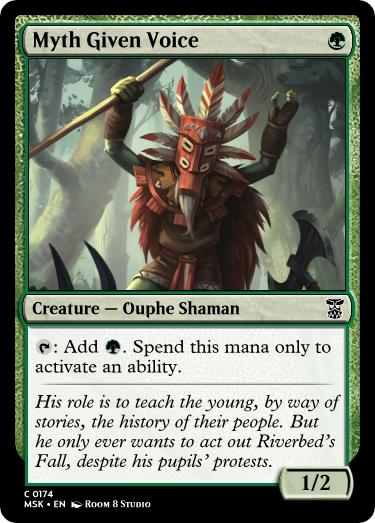 Myth Given Voice
Creature — Ouphe Shaman
: Add . Spend this mana only to
activate an ability.
His role is to teach the young, by way of
stories, the history of their people. But
he only ever wants to act out Riverbed's
Fall, despite his pupils' protests.
1/2
C 0174
MSK • EN Room 8 Studio